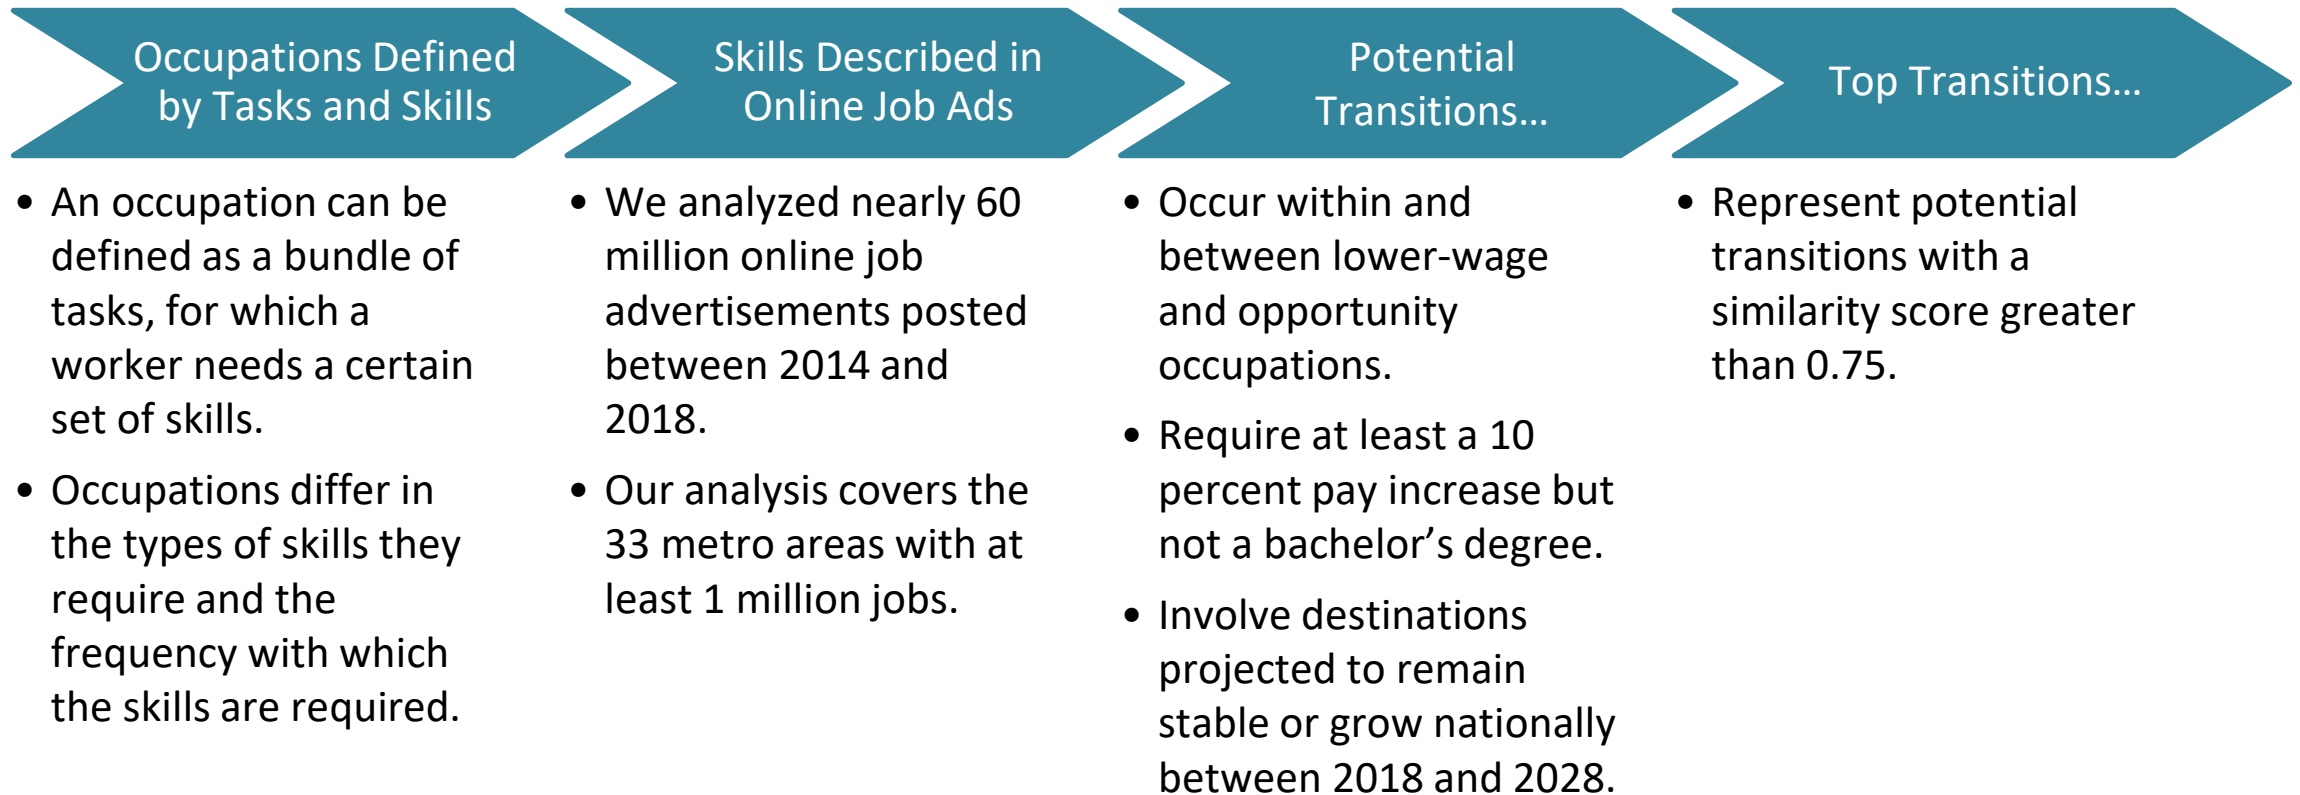 Occupations Defined
by Tasks and Skills
• An occupation can be
defined as a bundle of
tasks, for which a
worker needs a certain
set of skills.
• Occupations differ in
the types of skills they
require and the
frequency with which
the skills are required.
Skills Described in
Online Job Ads
• We analyzed nearly 60
million online job
advertisements posted
between 2014 and
2018.
• Our analysis covers the
33 metro areas with at
least 1 million jobs.
Potential
Transitions…
• Occur within and
between lower-wage
and opportunity
occupations.
• Require at least a 10
percent pay increase but
not a bachelor’s degree.
• Involve destinations
projected to remain
stable or grow nationally
between 2018 and 2028.
Top Transitions…
• Represent potential
transitions with a
similarity score greater
than 0.75.